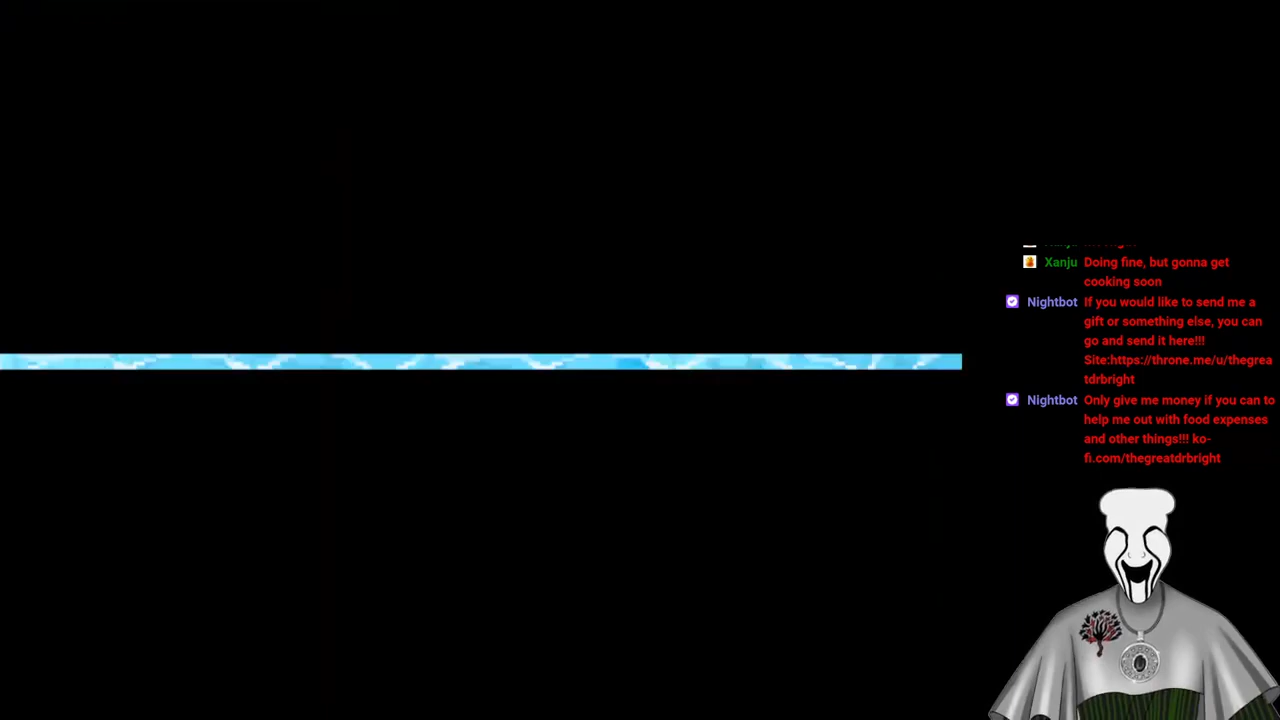 Xanju Doing fine, but gonna get
cooking soon
Nightbot If you would like to send me a
gift or something else, you can
go and send it here!!!
Site:https://throne.me/u/thegrea
tdrbright
Nightbot Only give me money if you can to
help me out with food expenses
and other things!!! ko-
fi.com/thegreatdrbright